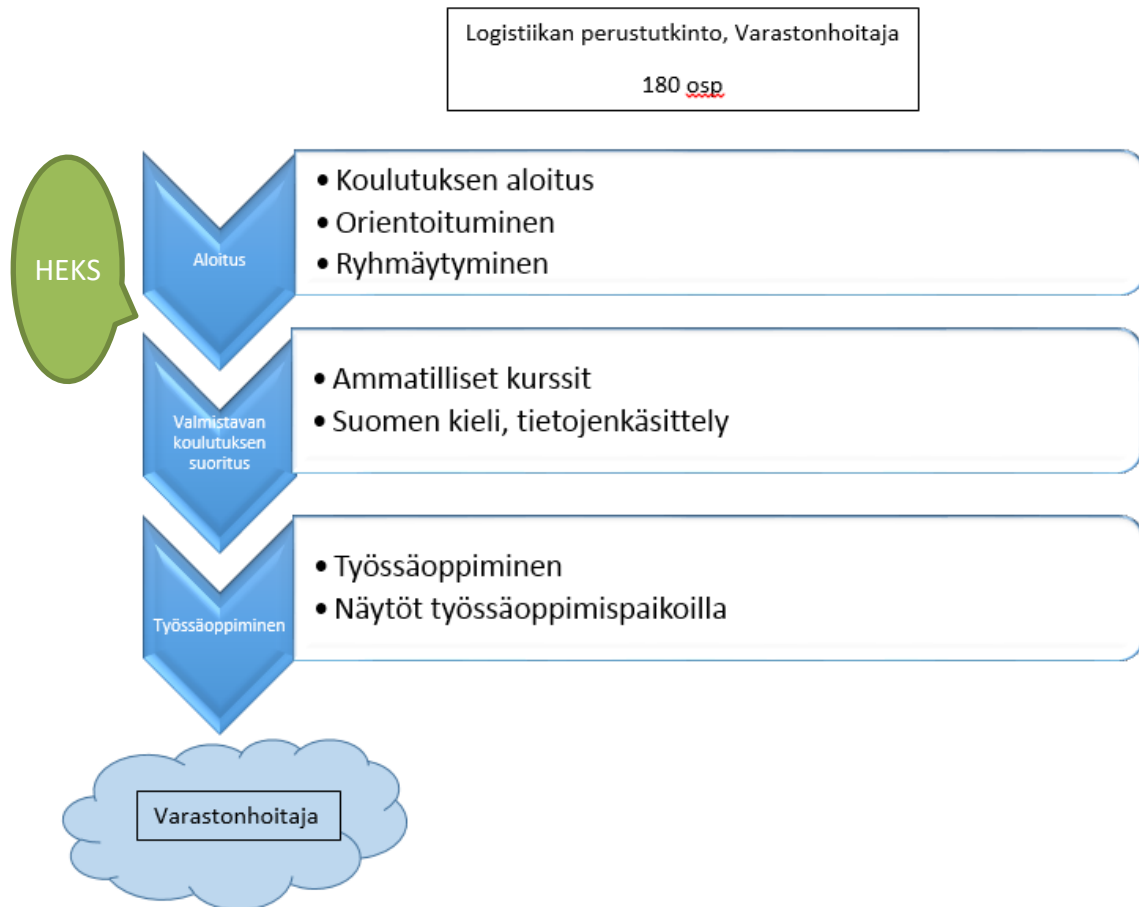 Logistiikan perustutkinto, Varastonhoitaja
180 osp
HEKS
Aloitus
• Koulutuksen aloitus
• Orientoituminen
• Ryhmäytyminen
Valmistavan
koulutuksen
suoritus
• Ammatilliset kurssit
• Suomen kieli, tietojenkäsittely
Työssäoppiminen
• Työssäoppiminen
• Näytöt työssäoppimispaikoilla
Varastonhoitaja